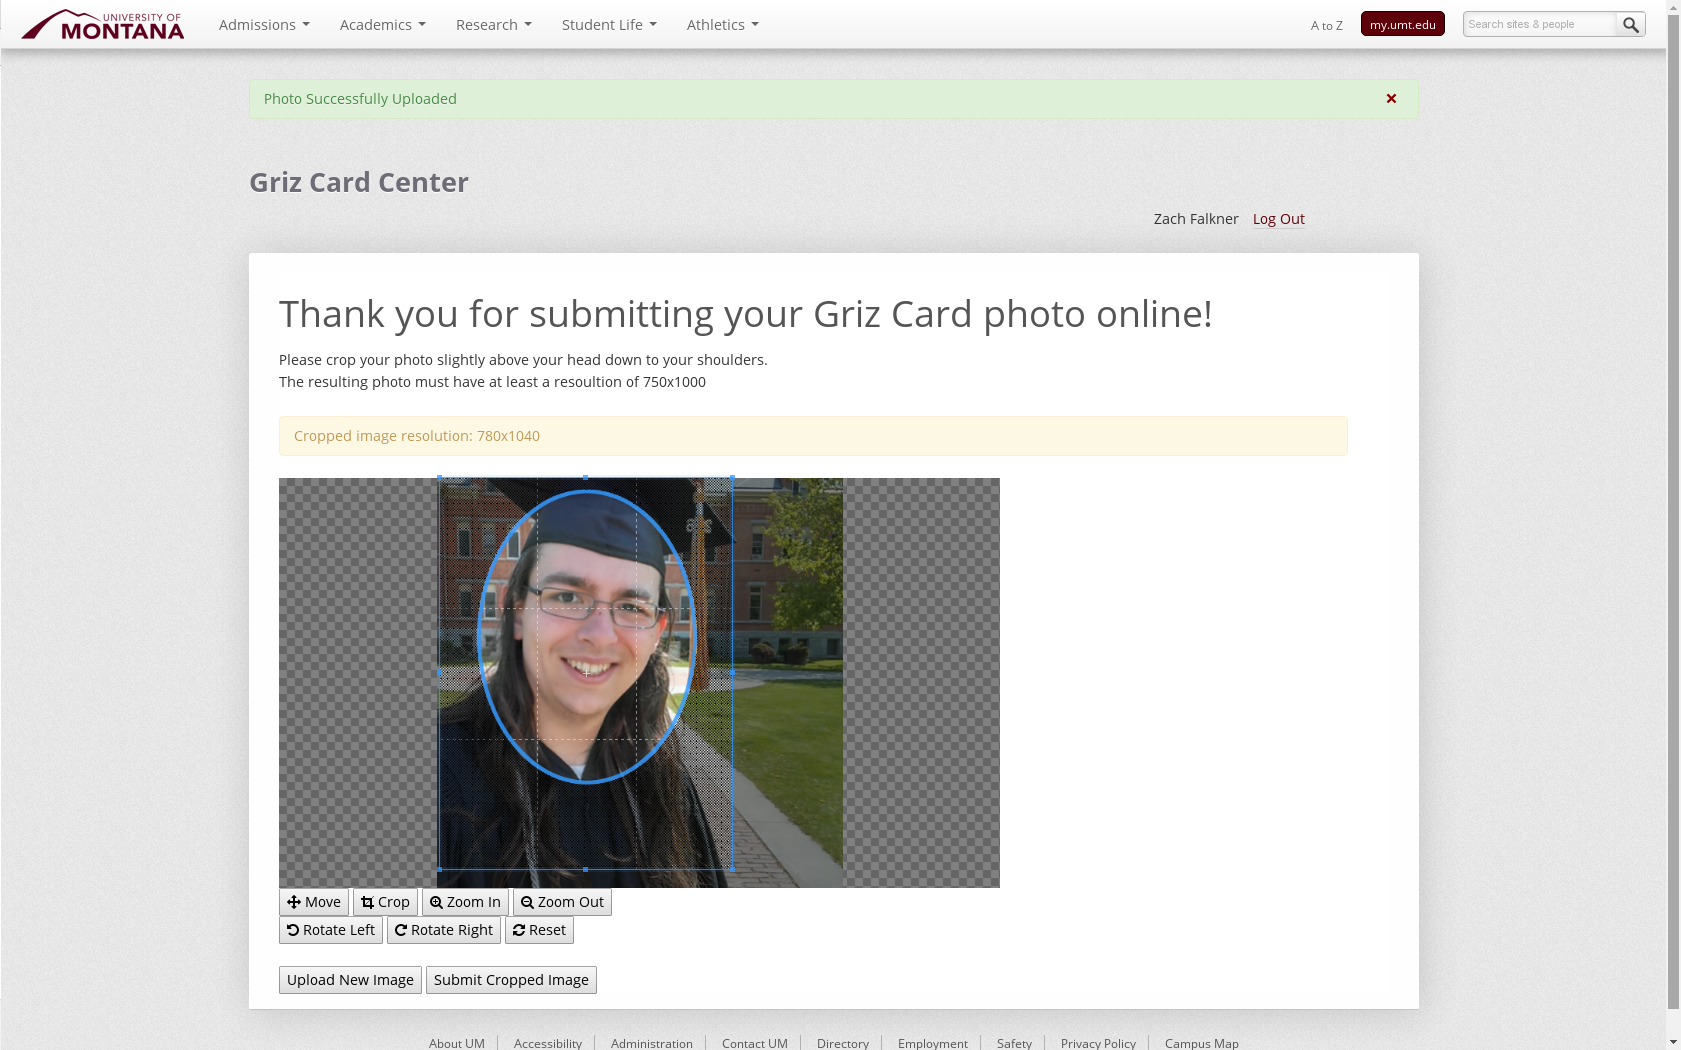 UNIVERSITY OF
MONTANA
Admissions Academics Research Student Life Athletics
A to Z my.umt.edu Search sites & people
Photo Successfully Uploaded ×
Griz Card Center
Zach Falkner Log Out
Thank you for submitting your Griz Card photo online!
Please crop your photo slightly above your head down to your shoulders.
The resulting photo must have at least a resoultion of 750x1000
Cropped image resolution: 780x1040
Move Crop Zoom In Zoom Out
Rotate Left Rotate Right Reset
Upload New Image Submit Cropped Image
About UM Accessibility Administration Contact UM Directory Employment Safety Privacy Policy Campus Map